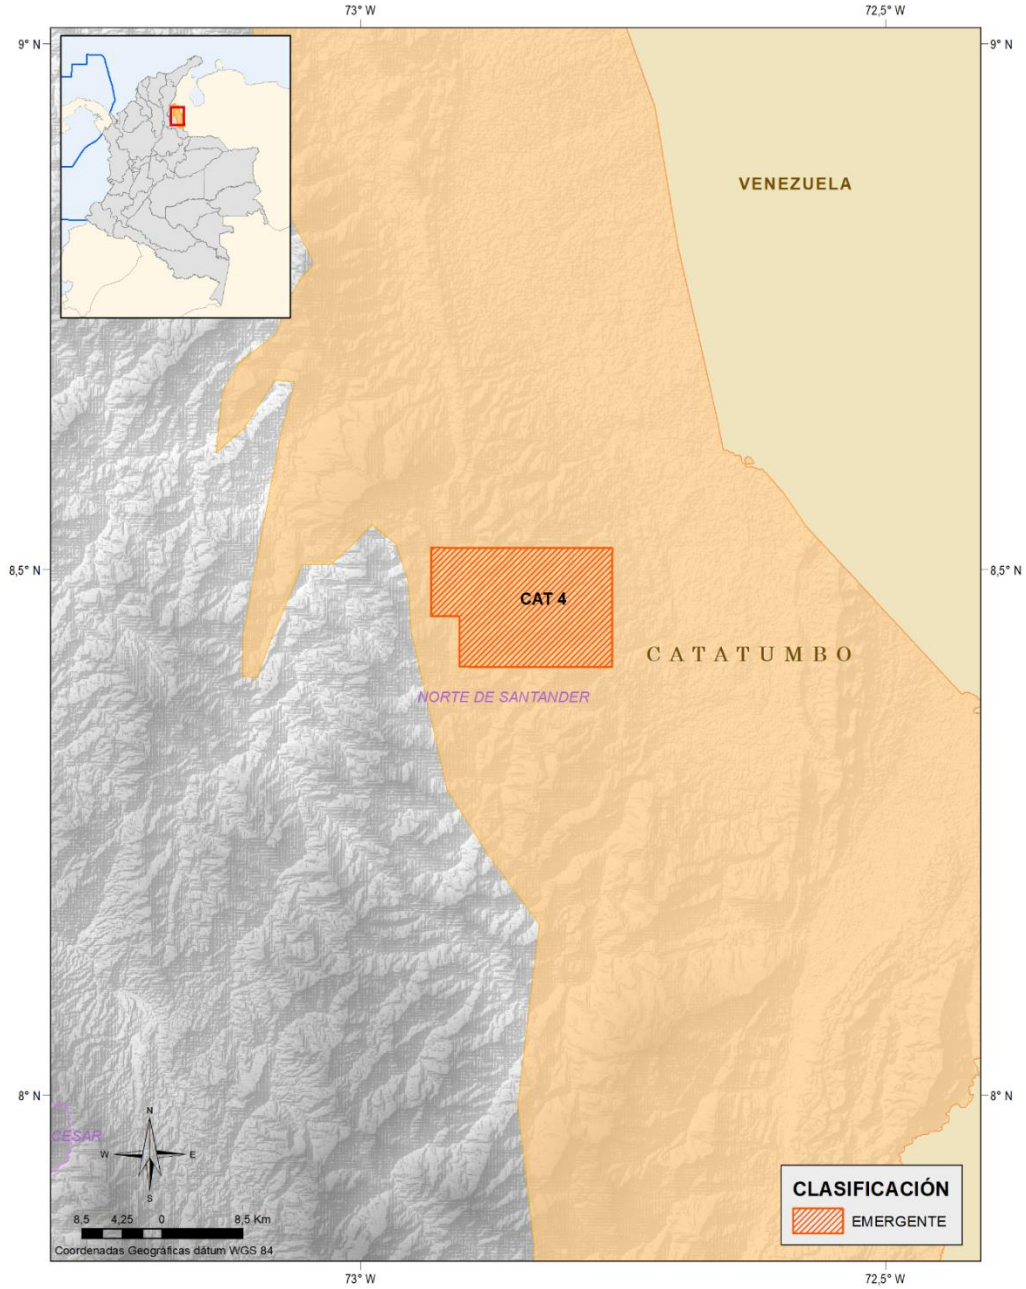 73° W 72,5° W
9° N 9° N
VENEZUELA
8,5° N 8,5° N
CAT 4
CATATUMBO
NORTE DE SANTANDER
8° N 8° N
N
CESAR
W E
S
CLASIFICACIÓN
EMERGENTE
8,5 4,25 0 8,5 Km
Coordenadas Geográficas dátum WGS 84
73° W 72,5° W